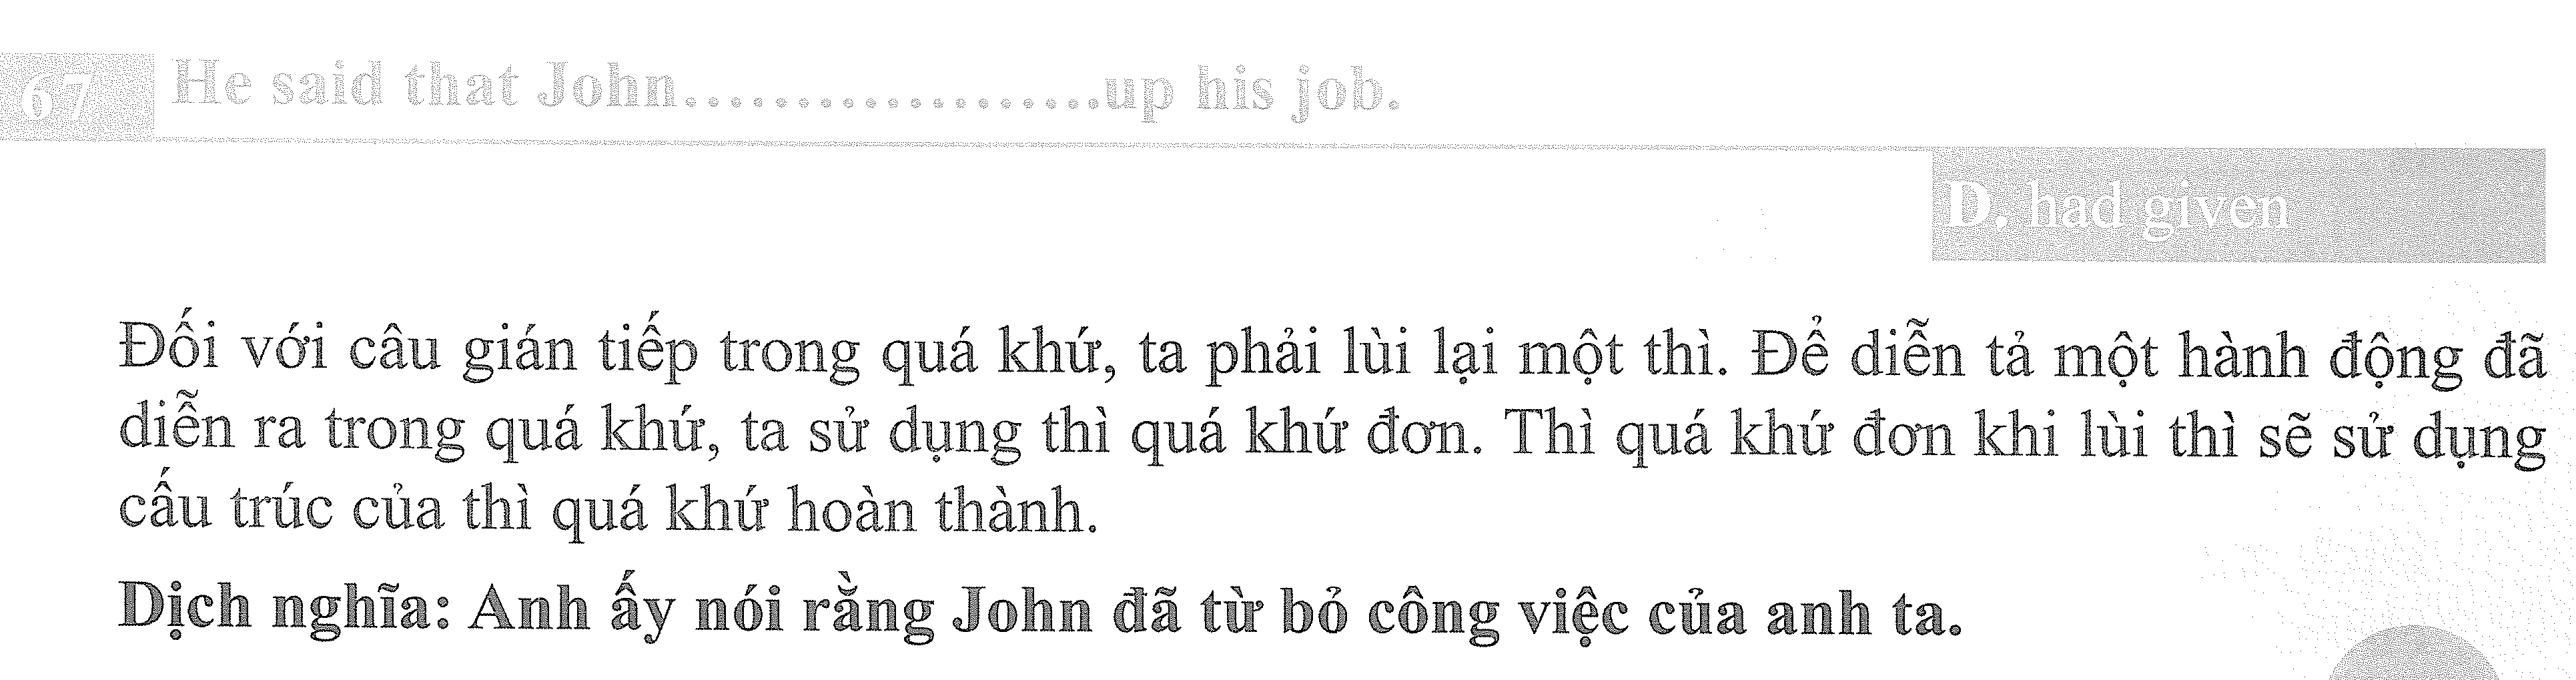 67 He said that John...................up his job.
D. had given
Đối với câu gián tiếp trong quá khứ, ta phải lùi lại một thì. Để diễn tả một hành động đã
diễn ra trong quá khứ, ta sử dụng thì quá khứ đơn. Thì quá khứ đơn khi lùi thì sẽ sử dụng
cấu trúc của thì quá khứ hoàn thành.
Dịch nghĩa: Anh ấy nói rằng John đã từ bỏ công việc của anh ta.